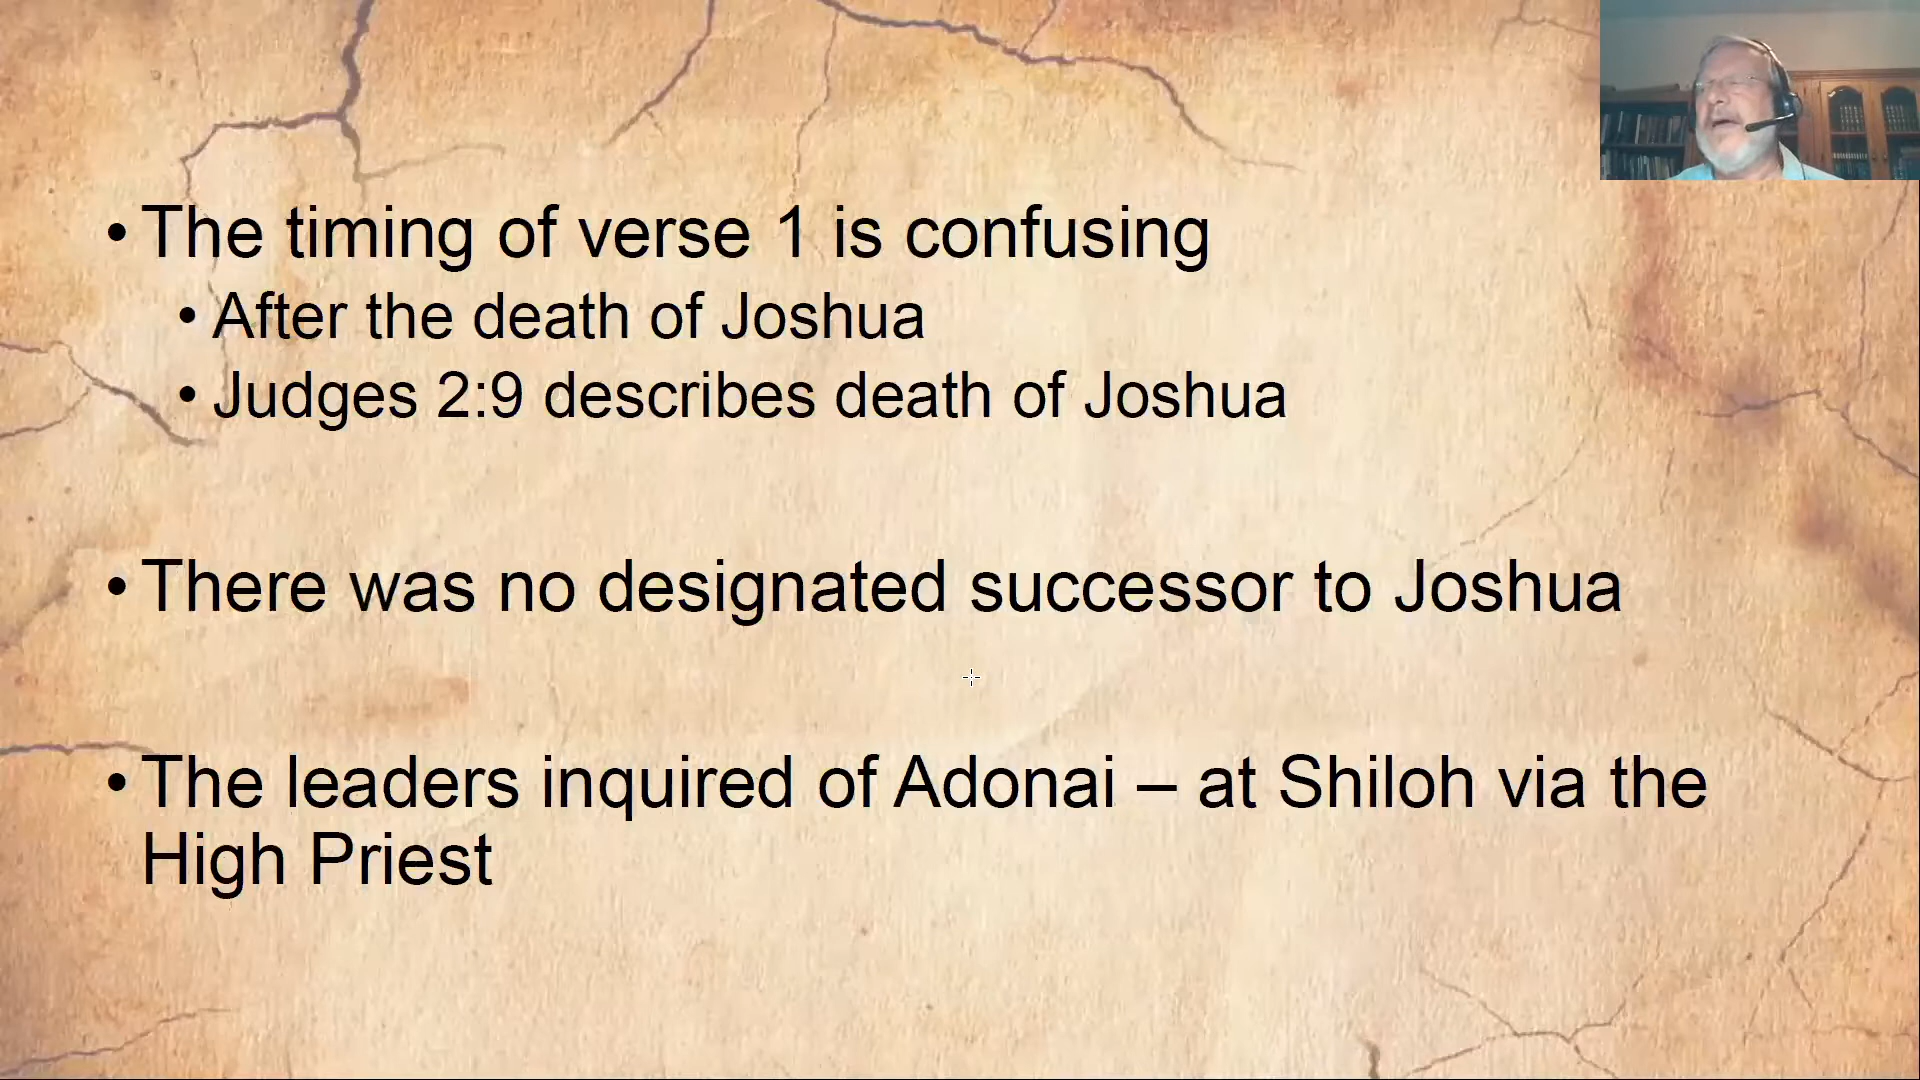 • The timing of verse 1 is confusing
• After the death of Joshua
• Judges 2:9 describes death of Joshua
• There was no designated successor to Joshua
• The leaders inquired of Adonai – at Shiloh via the
High Priest